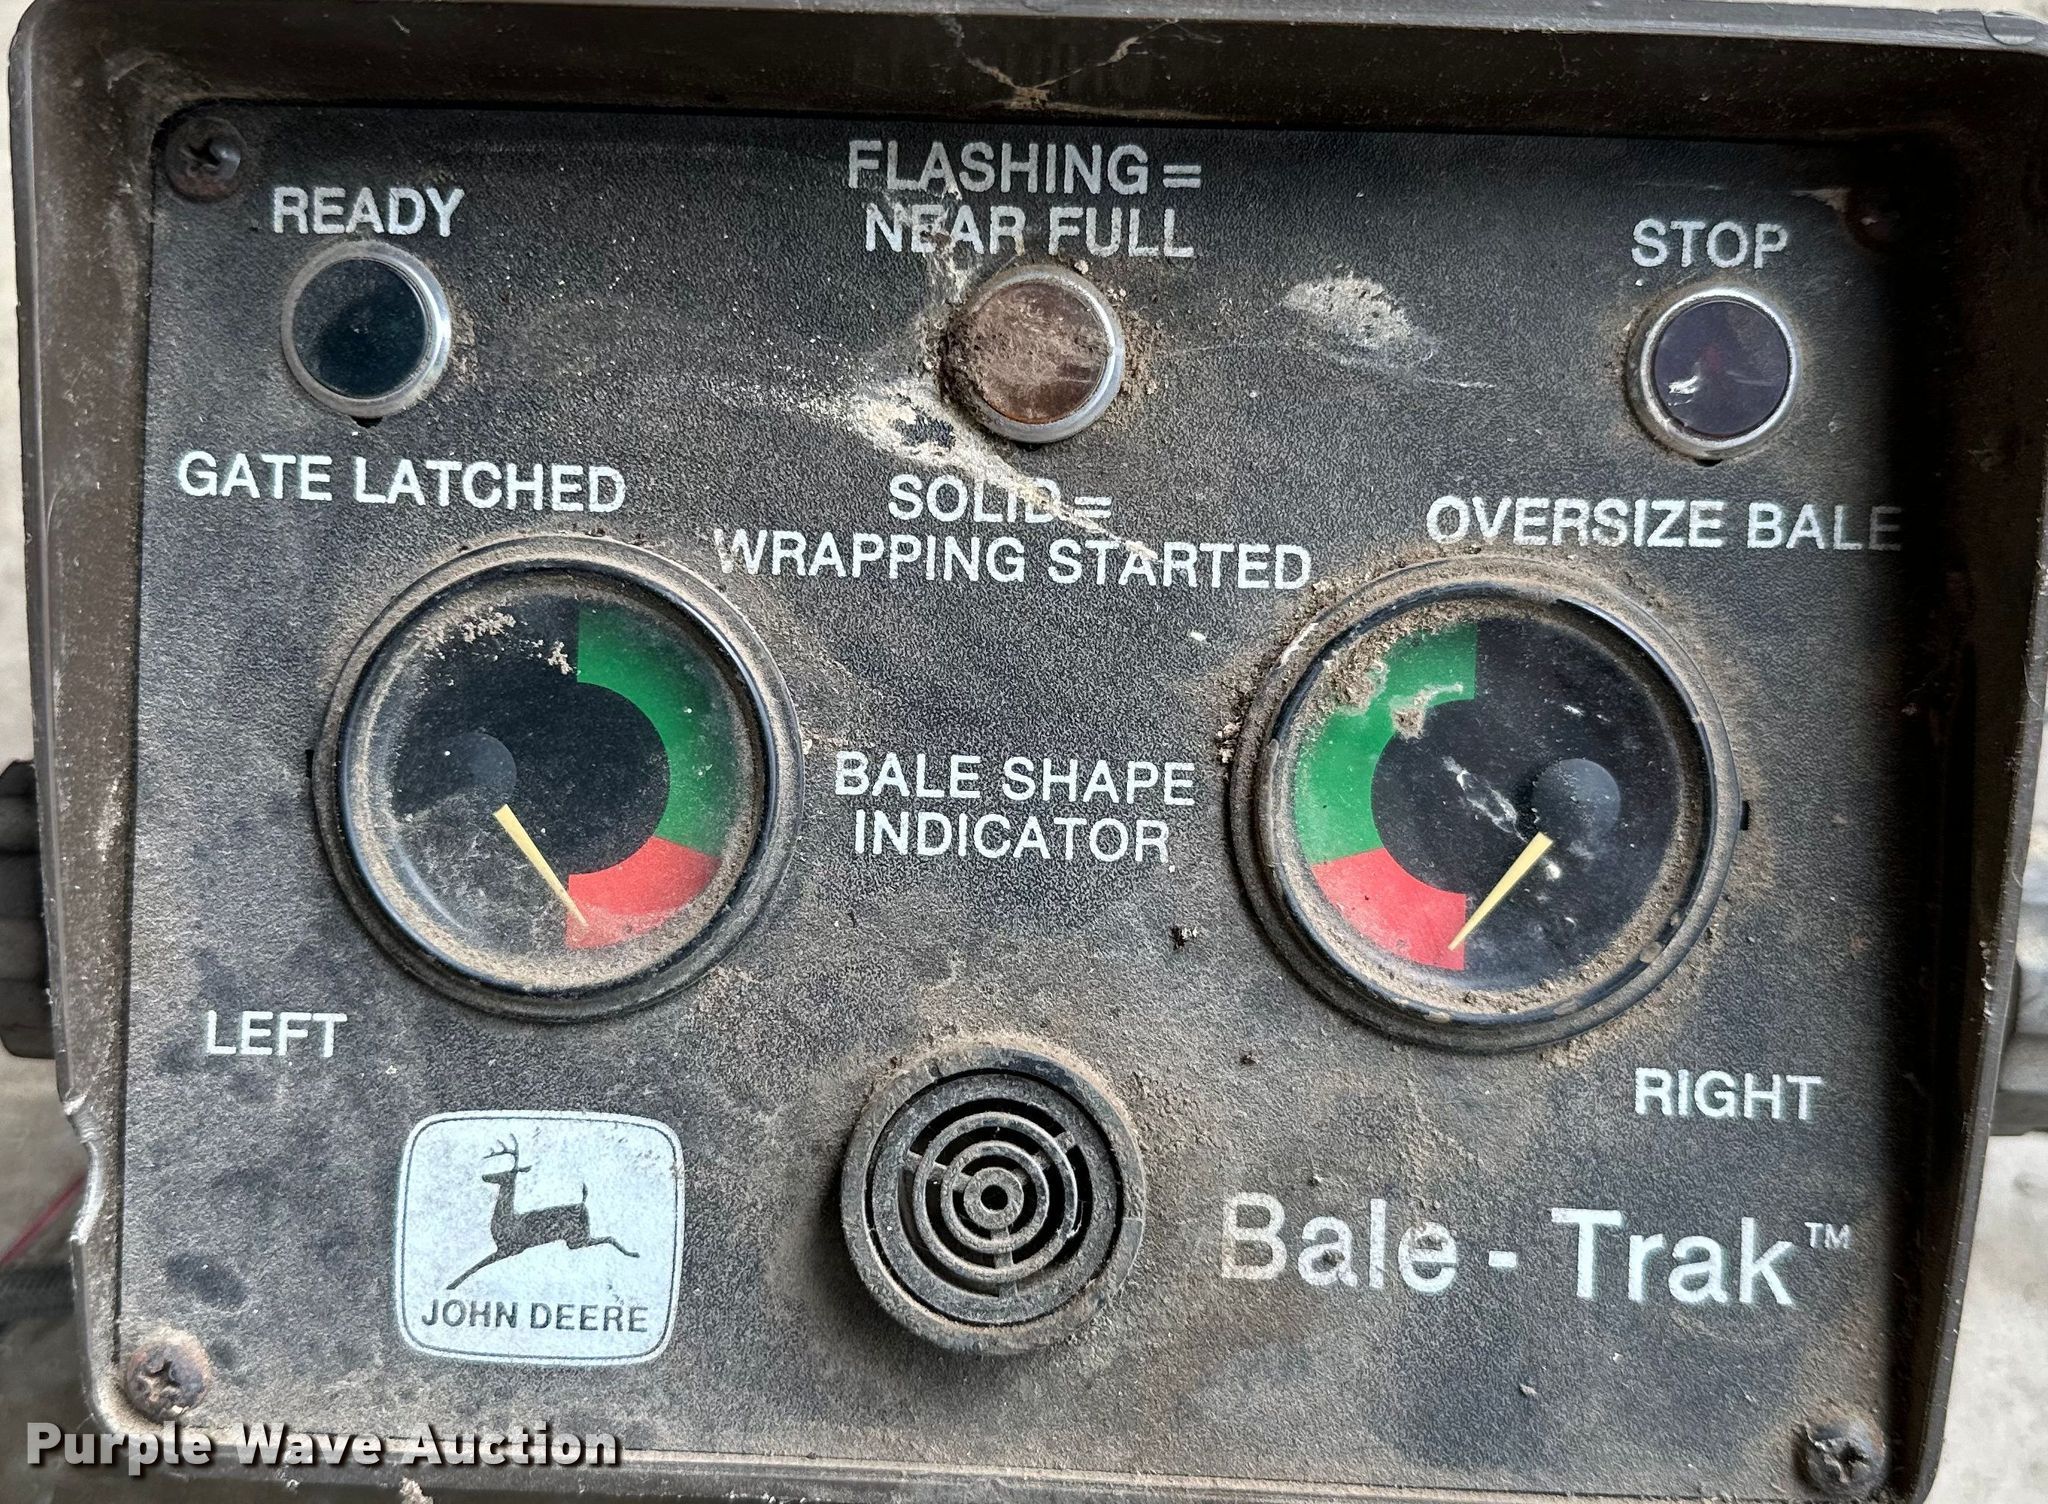 READY
GATE LATCHED
FLASHING =
NEAR FULL
SOLID =
WRAPPING STARTED
STOP
OVERSIZE BALE
BALE SHAPE
INDICATOR
LEFT
RIGHT
JOHN DEERE
Bale - Trak™
Purple Wave Auction